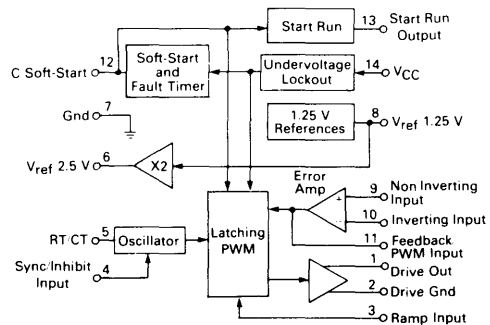 Start Run
13
Start Run
Output
12
C Soft-Start
Soft-Start
and
Fault Timer
Undervoltage
Lockout
14
VCC
7
Gnd
1.25 V
References
8
Vref 1.25 V
6
Vref 2.5 V
X2
Error
Amp
+
9
Non Inverting
Input
10
Inverting Input
5
RT/CT
Oscillator
Latching
PWM
11
Feedback
PWM Input
Sync/Inhibit
Input
4
1
Drive Out
2
Drive Gnd
3
Ramp Input